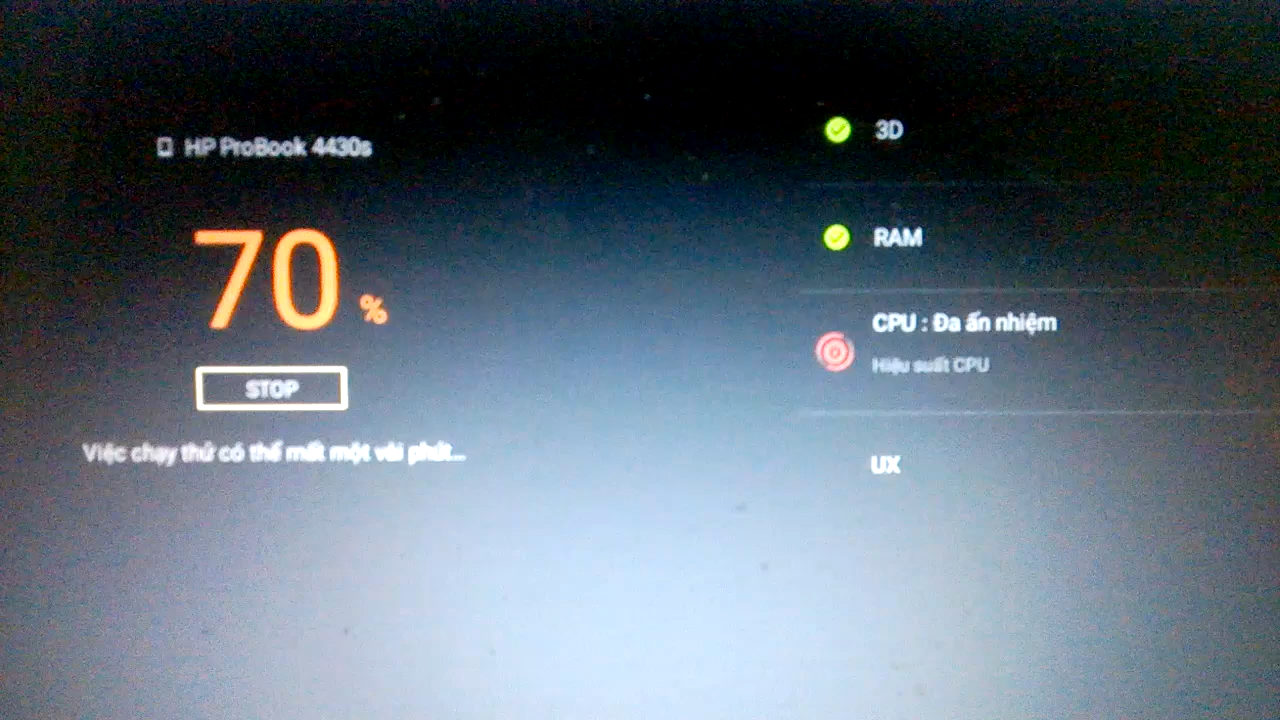 HP ProBook 4430s
70 %
STOP
Việc chạy thử có thể mất một vài phút...
3D
RAM
CPU : Đa ấn nhiệm
Hiệu suất CPU
UX